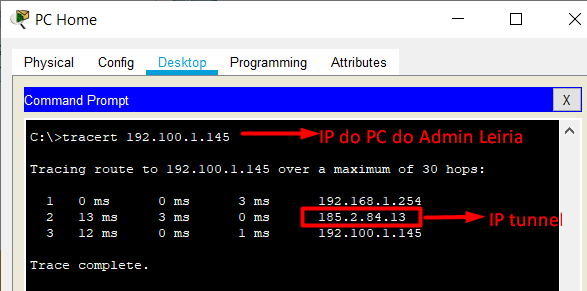 PC Home
Physical Config Desktop Programming Attributes
Command Prompt X
C:\>tracert 192.100.1.145 IP do PC do Admin Leiria
Tracing route to 192.100.1.145 over a maximum of 30 hops:
1 0 ms 0 ms 3 ms 192.168.1.254
2 13 ms 3 ms 0 ms 185.2.84.13 IP tunnel
3 12 ms 0 ms 1 ms 192.100.1.145
Trace complete.